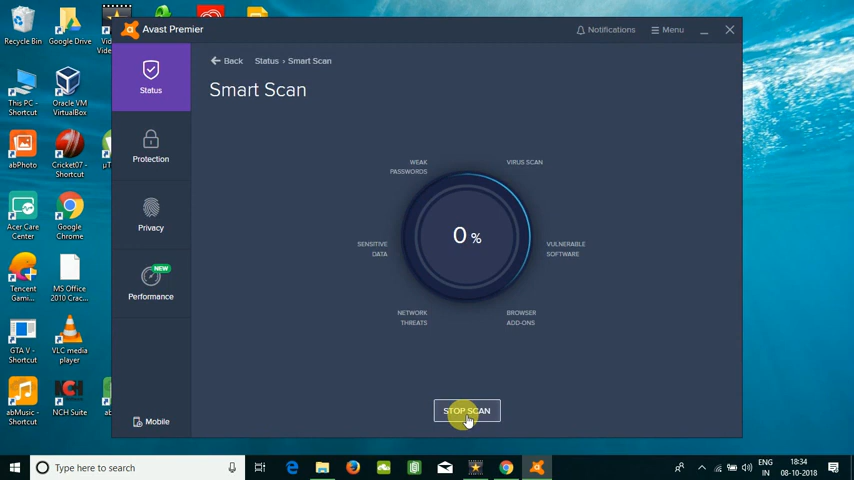 Avast Premier
Notifications
Menu
Back
Status › Smart Scan
Smart Scan
Status
Protection
Privacy
NEW
Performance
Mobile
WEAK
PASSWORDS
VIRUS SCAN
SENSITIVE
DATA
0 %
VULNERABLE
SOFTWARE
NETWORK
THREATS
BROWSER
ADD-ONS
STOP SCAN
Recycle Bin
Google Drive
This PC -
Shortcut
Oracle VM
VirtualBox
abPhoto
Cricket07 -
Shortcut
Acer Care
Center
Google
Chrome
Tencent
Gami...
MS Office
2010 Crac...
GTA V -
Shortcut
VLC media
player
abMusic -
Shortcut
NCH Suite
Type here to search
ENG
IN
18:34
08-10-2018